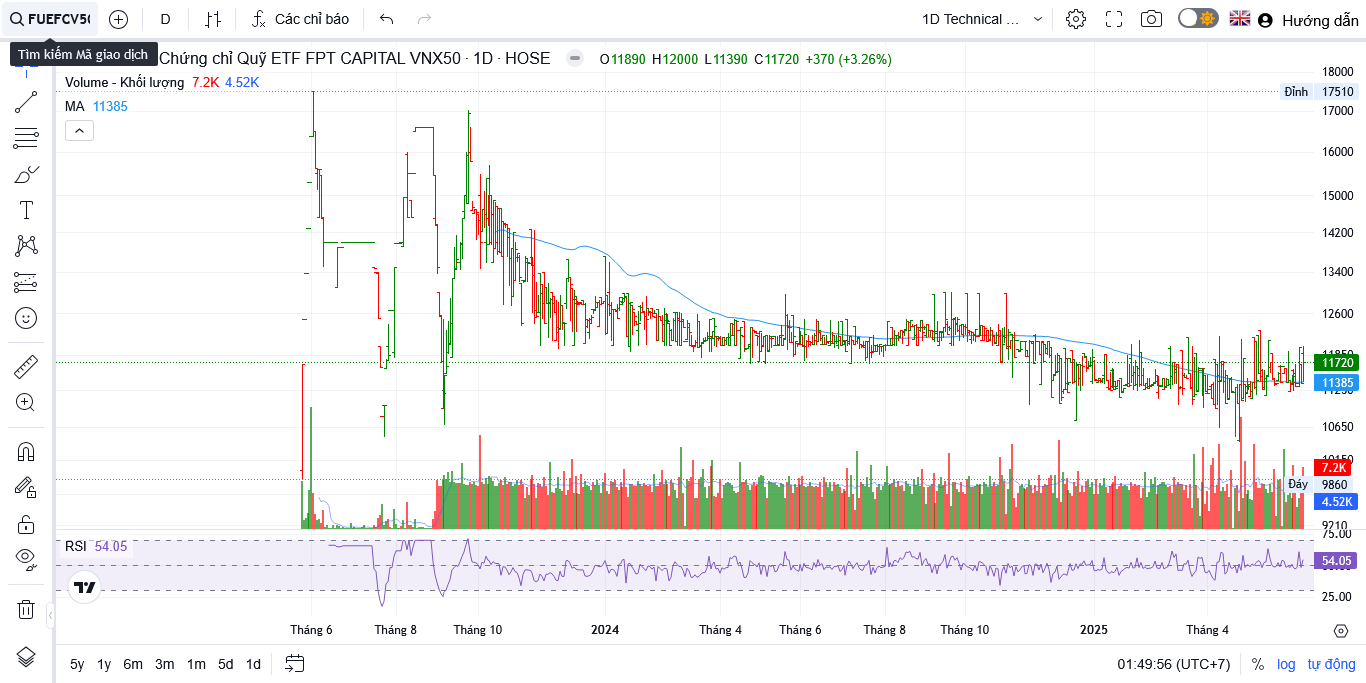 FUEFCV50
D
Các chỉ báo
1D Technical ...
Hướng dẫn
Tìm kiếm Mã giao dịch
Chứng chỉ Quỹ ETF FPT CAPITAL VNX50 · 1D · HOSE
O11890 H12000 L11390 C11720 +370 (+3.26%)
Volume - Khối lượng 7.2K 4.52K
MA 11385
18000
Đỉnh 17510
17000
16000
15000
14200
13400
12600
11850
11720
11385
11250
10650
10150
7.2K
Đáy 9860
4.52K
9210
75.00
RSI 54.05
54.05
25.00
Tháng 6 Tháng 8 Tháng 10 2024 Tháng 4 Tháng 6 Tháng 8 Tháng 10 2025 Tháng 4
5y 1y 6m 3m 1m 5d 1d
01:49:56 (UTC+7) % log tự động